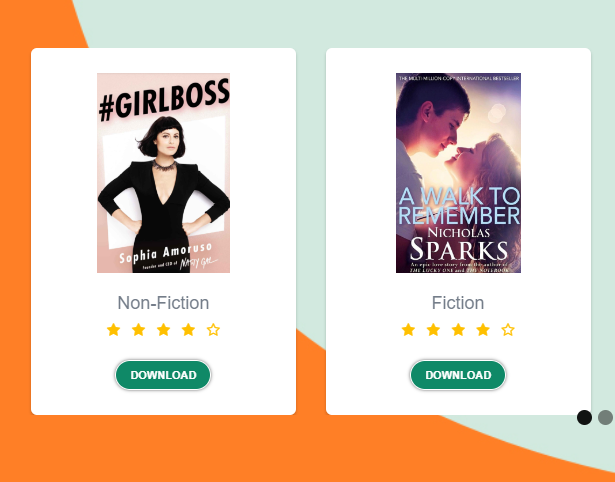 #GIRLBOSS
Sophia Amoruso
founder and CEO of NASTY GAL
Non-Fiction
DOWNLOAD
THE MULTI MILLION COPY INTERNATIONAL BESTSELLER
A WALK TO
REMEMBER
NICHOLAS
SPARKS
An epic love story from the author of
THE LUCKY ONE and THE NOTEBOOK
Fiction
DOWNLOAD